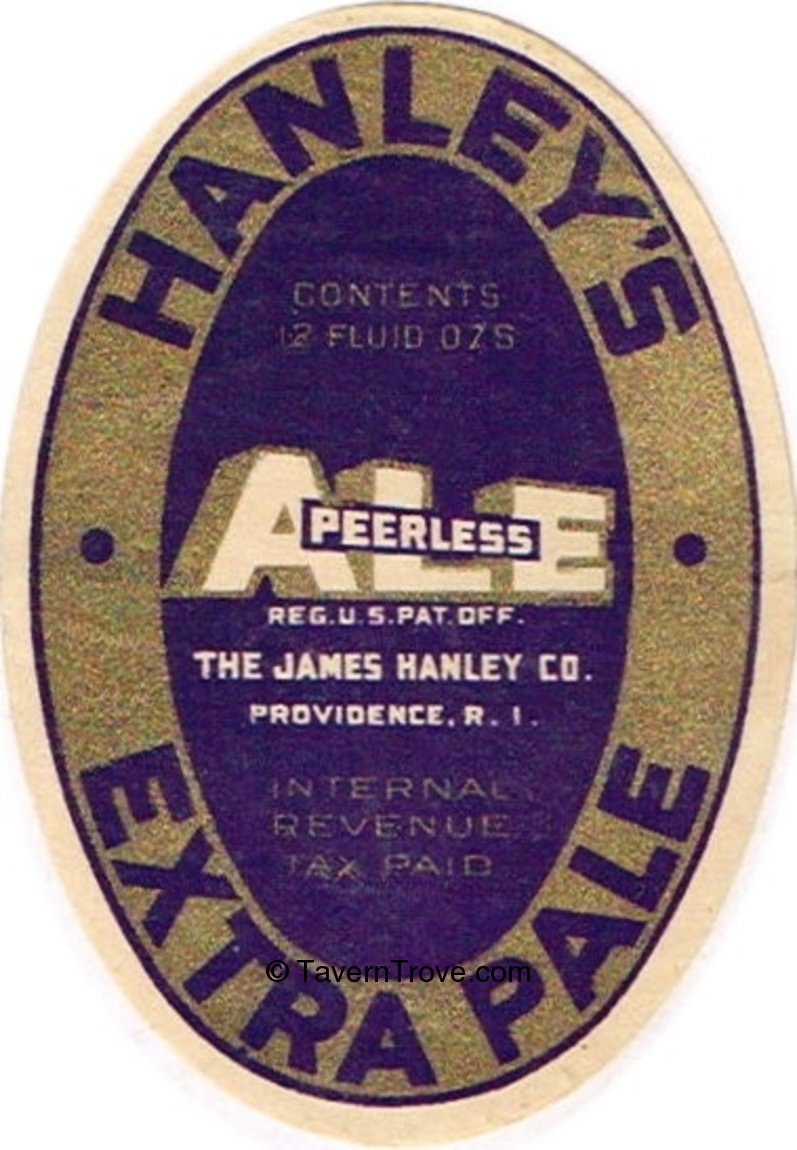 HANLEY'S
CONTENTS
12 FLUID OZS
ALE
PEERLESS
REG.U.S.PAT.OFF.
THE JAMES HANLEY CO.
PROVIDENCE, R. I.
INTERNAL
REVENUE
TAX PAID
EXTRA PALE
© TavernTrove.com